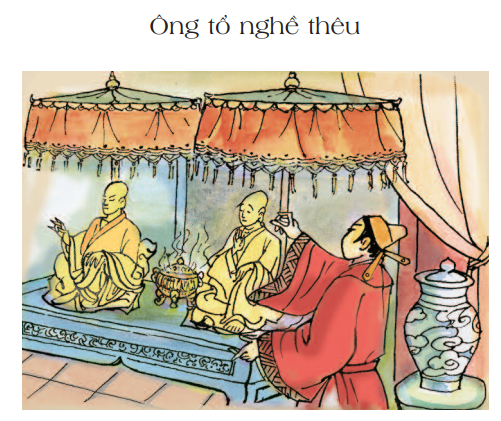 Ông tổ nghề thêu